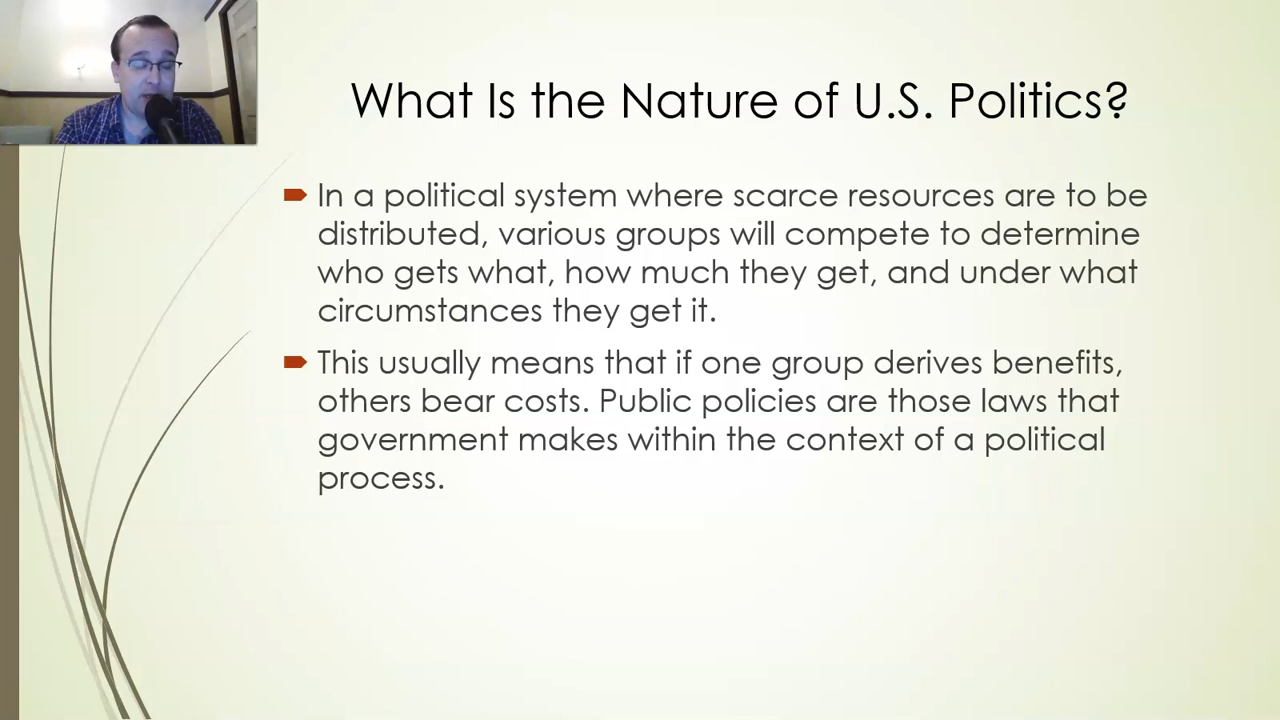 What Is the Nature of U.S. Politics?
In a political system where scarce resources are to be
distributed, various groups will compete to determine
who gets what, how much they get, and under what
circumstances they get it.
This usually means that if one group derives benefits,
others bear costs. Public policies are those laws that
government makes within the context of a political
process.